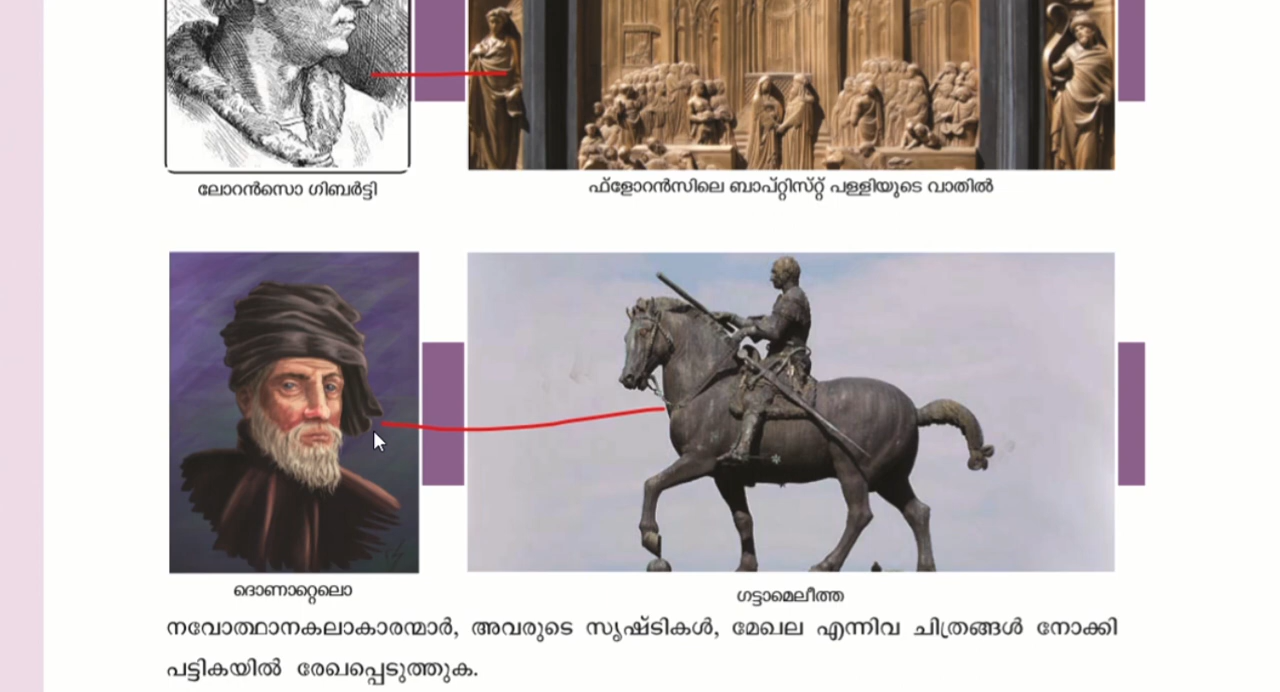 ലോറൻസൊ ഗിബർട്ടി
ഫ്ളോറൻസിലെ ബാപ്റ്റിസ്റ്റ് പള്ളിയുടെ വാതിൽ
ദൊണാറ്റെലൊ
ഗട്ടാമെലീത്ത
നവോത്ഥാനകലാകാരന്മാർ, അവരുടെ സൃഷ്ടികൾ, മേഖല എന്നിവ ചിത്രങ്ങൾ നോക്കി
പട്ടികയിൽ രേഖപ്പെടുത്തുക.